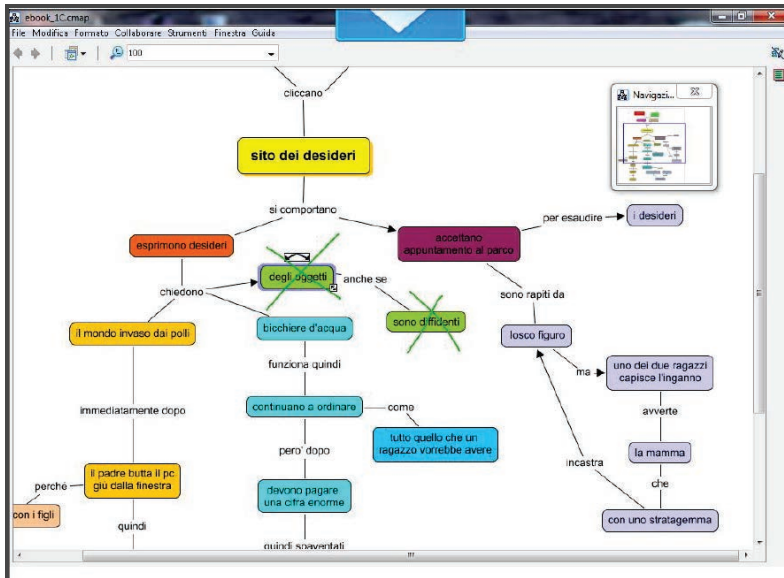 ebook_1C.cmap
File Modifica Formato Collaborare Strumenti Finestra Guida
100
Navigazi...
cliccano
sito dei desideri
si comportano
esprimono desideri
accettano
appuntamento al parco
per esaudire
i desideri
chiedono
degli oggetti
anche se
sono diffidenti
sono rapiti da
il mondo invaso dai polli
bicchiere d'acqua
losco figuro
funziona quindi
ma
uno dei due ragazzi
capisce l'inganno
immediatamente dopo
continuano a ordinare
come
avverte
tutto quello che un
ragazzo vorrebbe avere
pero' dopo
incastra
la mamma
perché
il padre butta il pc
giù dalla finestra
che
con i figli
devono pagare
una cifra enorme
con uno stratagemma
quindi
quindi spaventati